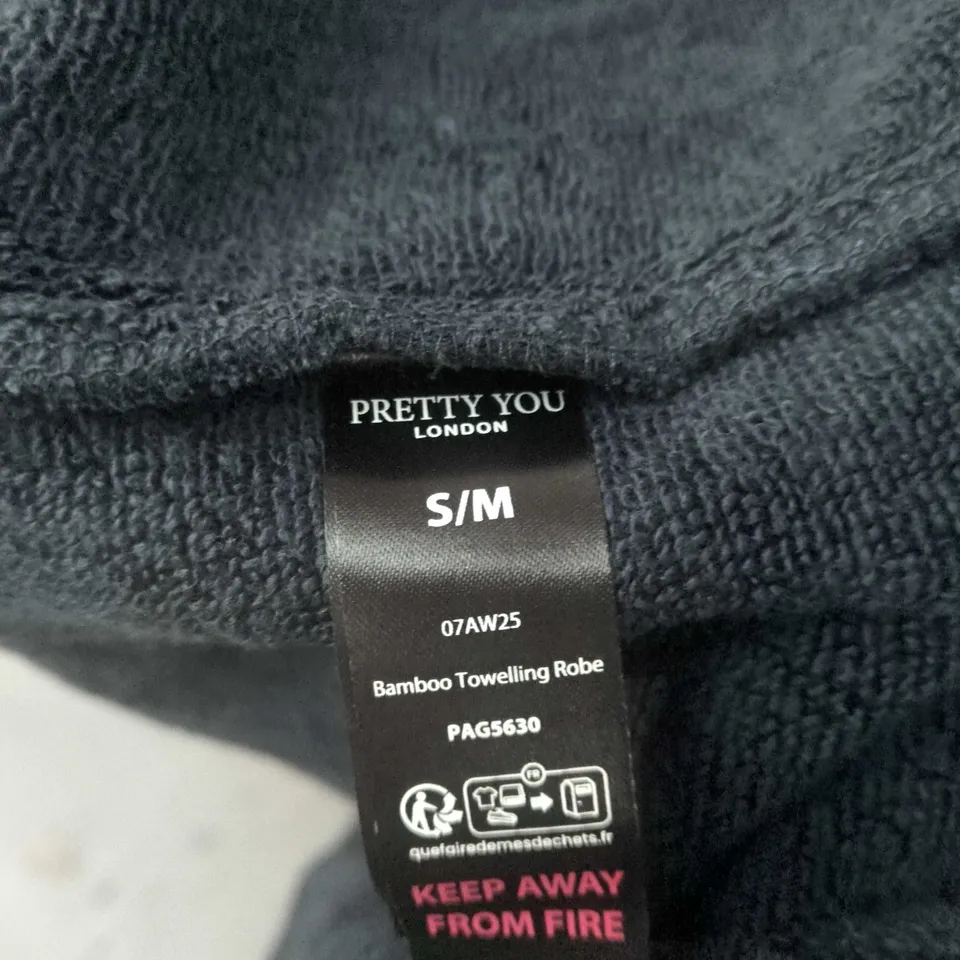 PRETTY YOU
LONDON
S/M
07AW25
Bamboo Towelling Robe
PAG5630
FR
quefairedemesdechets.fr
KEEP AWAY
FROM FIRE